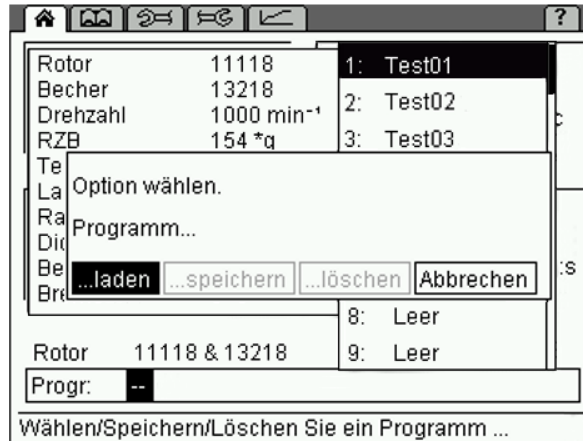 ?
Rotor 11118
Becher 13218
Drehzahl 1000 min⁻¹
RZB 154 *g
1: Test01
2: Test02
3: Test03
Option wählen.
Programm...
...laden ...speichern ...löschen Abbrechen
8: Leer
9: Leer
Rotor 11118 & 13218
Progr: --
Wählen/Speichern/Löschen Sie ein Programm ...